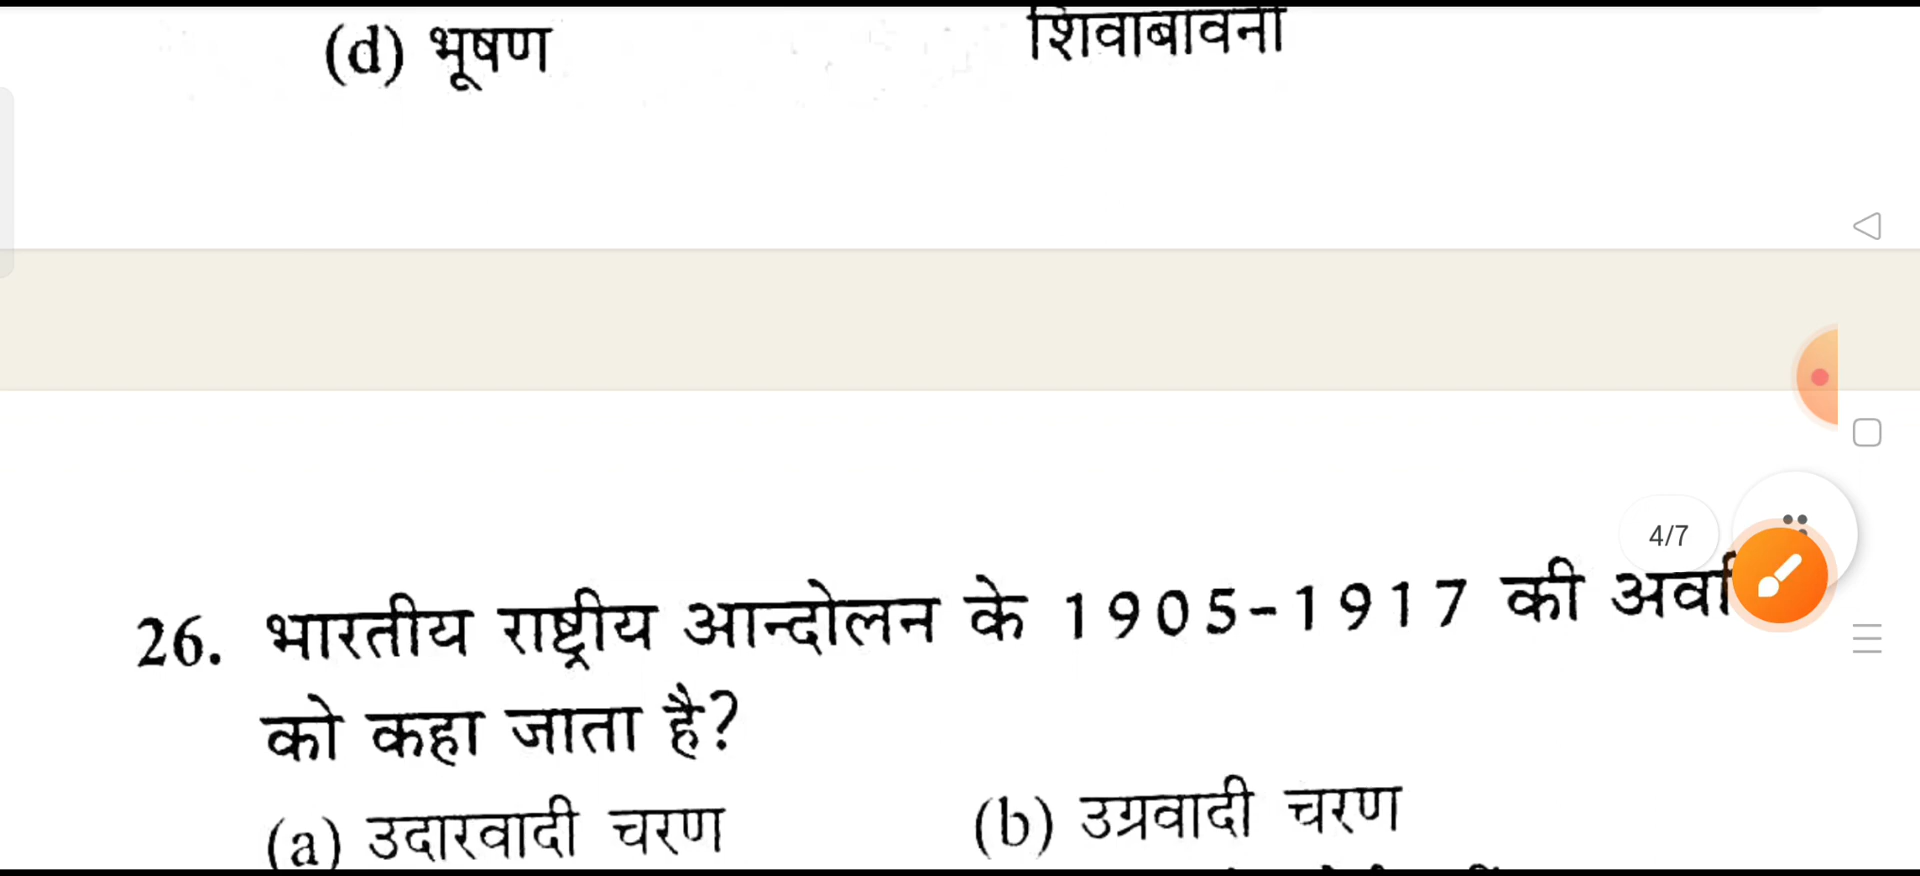 (d) भूषण शिवाबावनी
4/7
26. भारतीय राष्ट्रीय आन्दोलन के 1905-1917 की
को कहा जाता है?
(a) उदारवादी चरण (b) उग्रवादी चरण